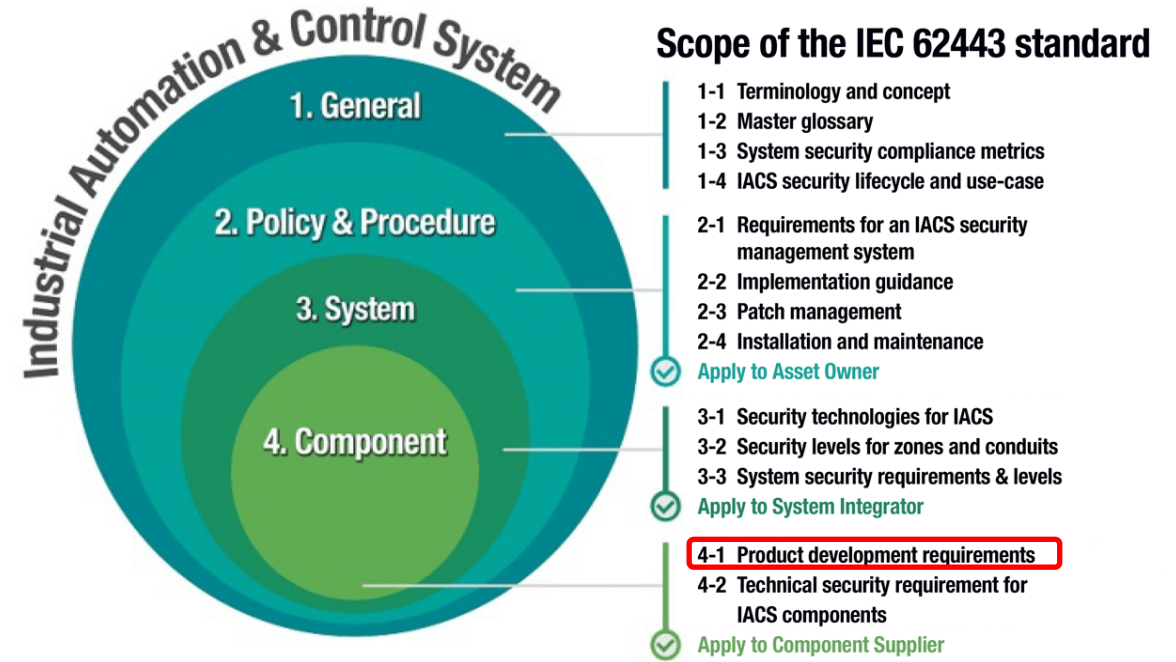 Industrial Automation & Control System
1. General
2. Policy & Procedure
3. System
4. Component
Scope of the IEC 62443 standard
1-1 Terminology and concept
1-2 Master glossary
1-3 System security compliance metrics
1-4 IACS security lifecycle and use-case
2-1 Requirements for an IACS security
management system
2-2 Implementation guidance
2-3 Patch management
2-4 Installation and maintenance
Apply to Asset Owner
3-1 Security technologies for IACS
3-2 Security levels for zones and conduits
3-3 System security requirements & levels
Apply to System Integrator
4-1 Product development requirements
4-2 Technical security requirement for
IACS components
Apply to Component Supplier